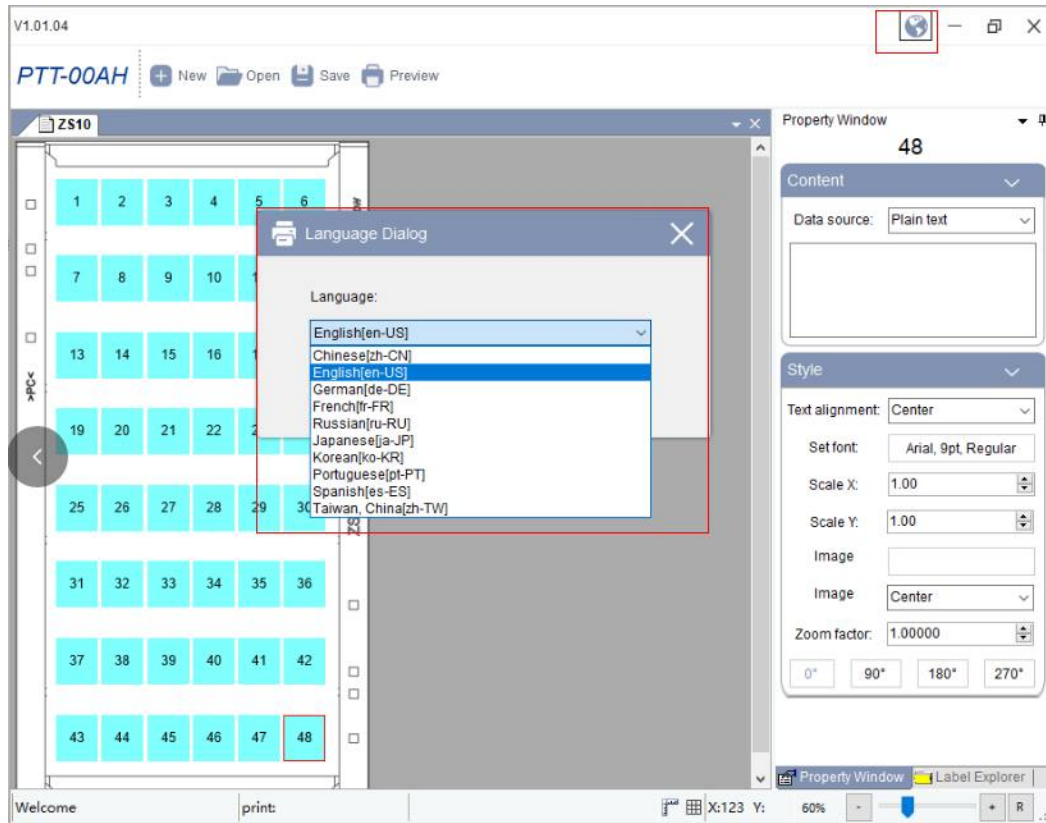 V1.01.04
PTT-00AH New Open Save Preview
ZS10
Property Window
48
Content
Data source: Plain text
Style
Text alignment: Center
Set font: Arial, 9pt, Regular
Scale X: 1.00
Scale Y: 1.00
Image
Image Center
Zoom factor: 1.00000
0° 90° 180° 270°
Property Window Label Explorer
1 2 3 4 5 6
7 8 9 10
13 14 15 16
19 20 21 22
25 26 27 28 29 30
31 32 33 34 35 36
37 38 39 40 41 42
43 44 45 46 47 48
>PC<
Language Dialog
Language:
English[en-US]
Chinese[zh-CN]
English[en-US]
German[de-DE]
French[fr-FR]
Russian[ru-RU]
Japanese[ja-JP]
Korean[ko-KR]
Portuguese[pt-PT]
Spanish[es-ES]
Taiwan, China[zh-TW]
Welcome print: X:123 Y: 60% - + R